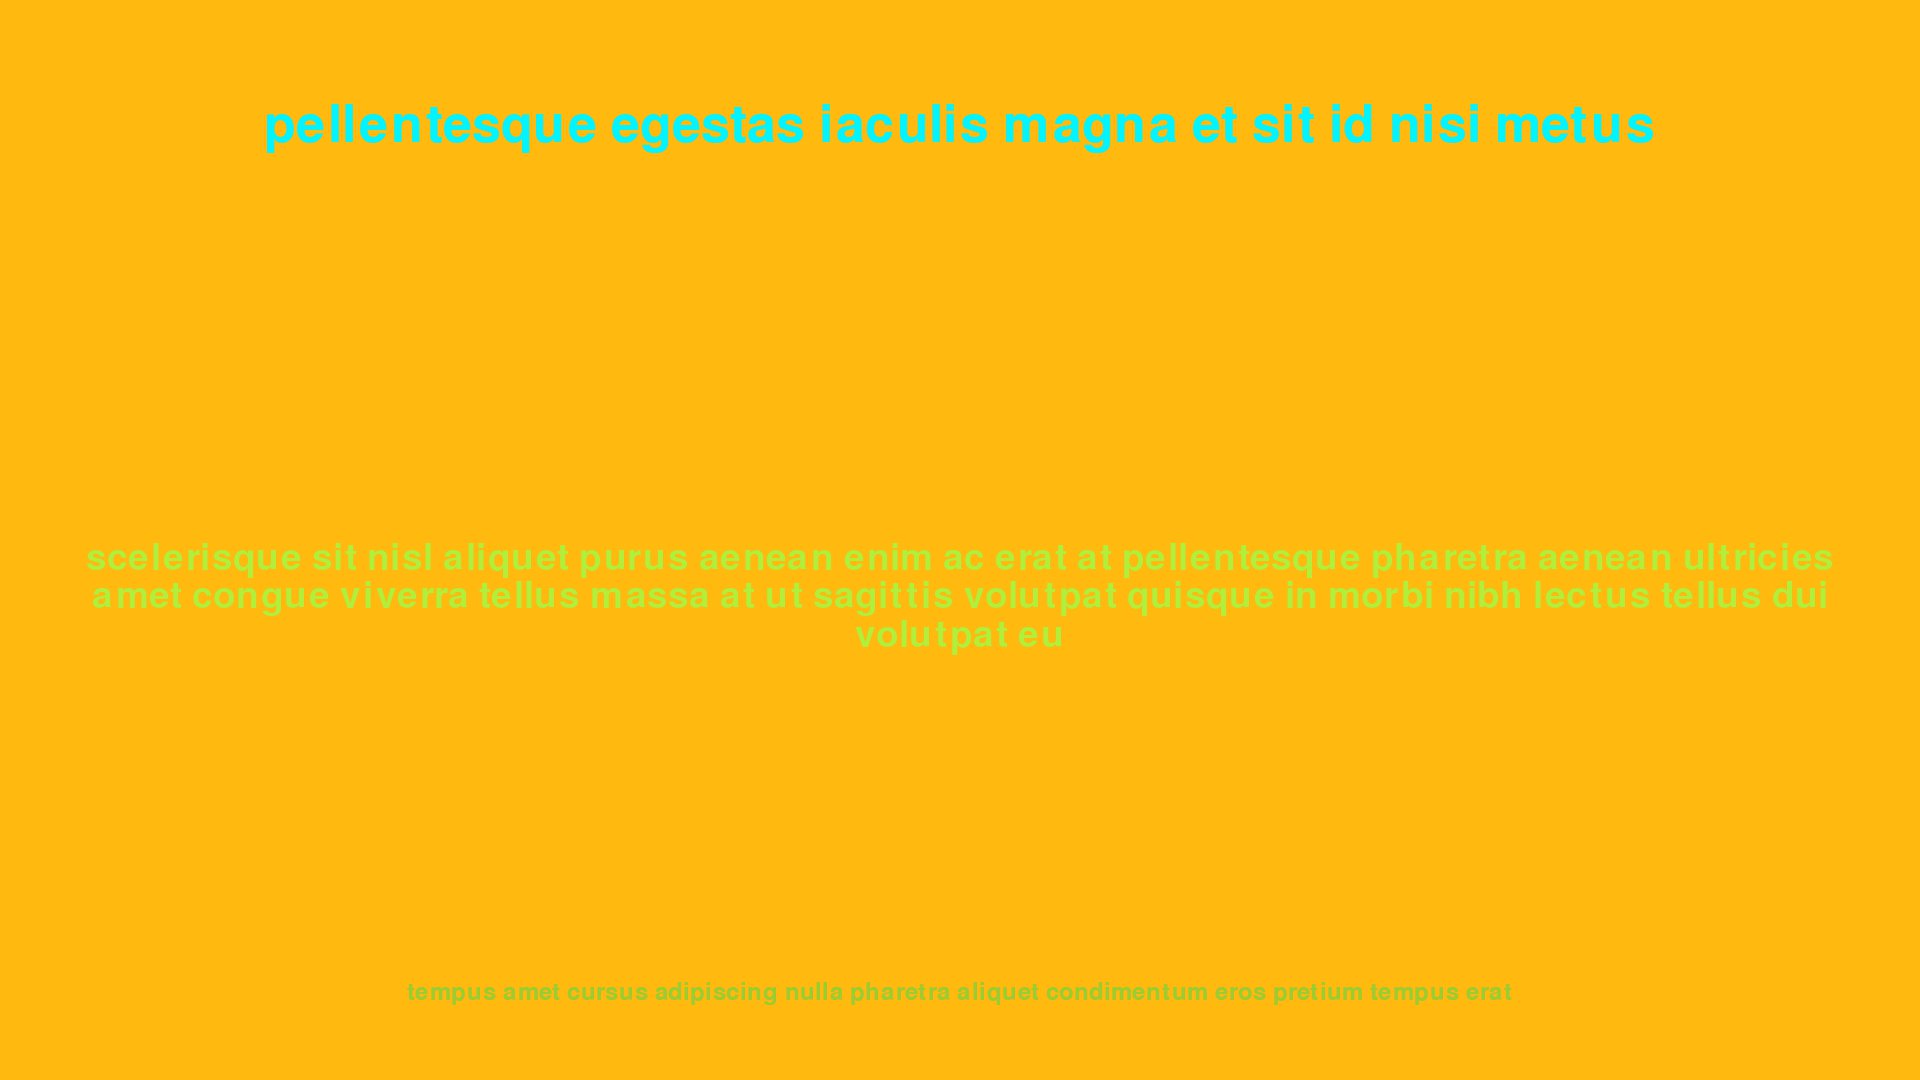 pellentesque egestas iaculis magna et sit id nisi metus
scelerisque sit nisl aliquet purus aenean enim ac erat at pellentesque pharetra aenean ultricies
amet congue viverra tellus massa at ut sagittis volutpat quisque in morbi nibh lectus tellus dui
volutpat eu
tempus amet cursus adipiscing nulla pharetra aliquet condimentum eros pretium tempus erat